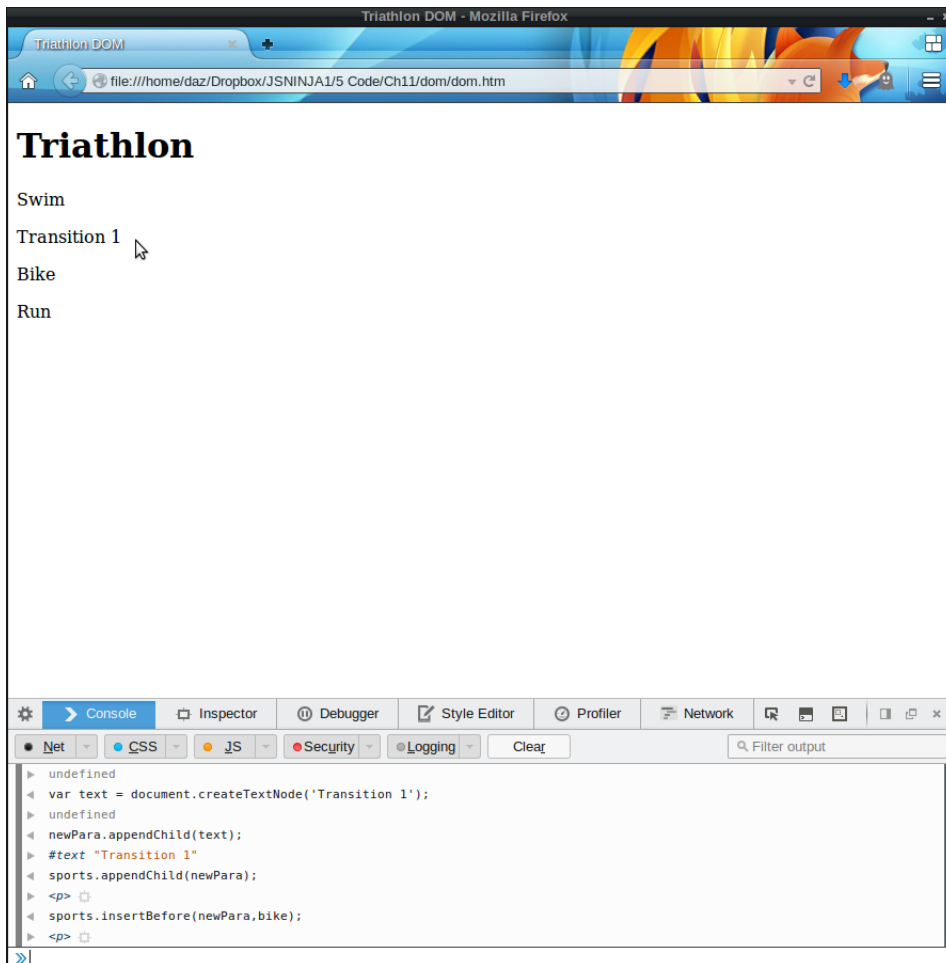 Triathlon DOM - Mozilla Firefox
Triathlon DOM
file:///home/daz/Dropbox/JSNINJA1/5 Code/Ch11/dom/dom.htm
Triathlon
Swim
Transition 1
Bike
Run
Console Inspector Debugger Style Editor Profiler Network
Net CSS JS Security Logging Clear Filter output
undefined
var text = document.createTextNode('Transition 1');
undefined
newPara.appendChild(text);
#text "Transition 1"
sports.appendChild(newPara);
<p>
sports.insertBefore(newPara,bike);
<p>